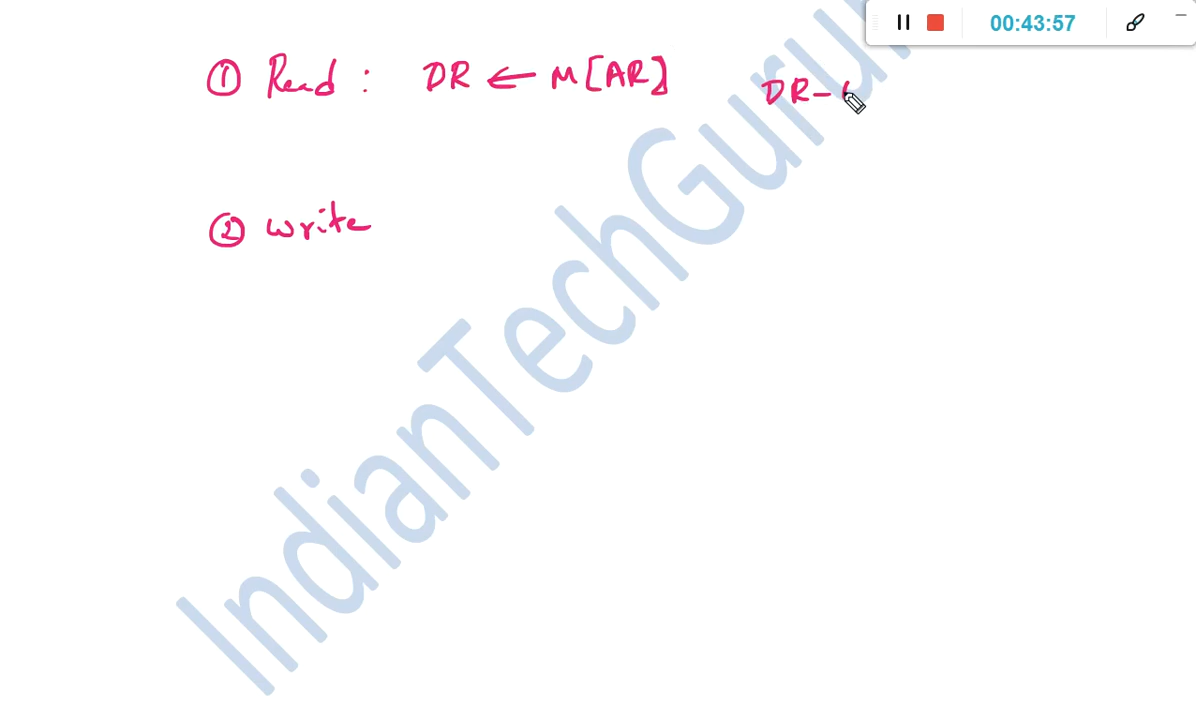 00:43:57
① Read : DR ← M[AR] DR –
② write
IndianTechGuru